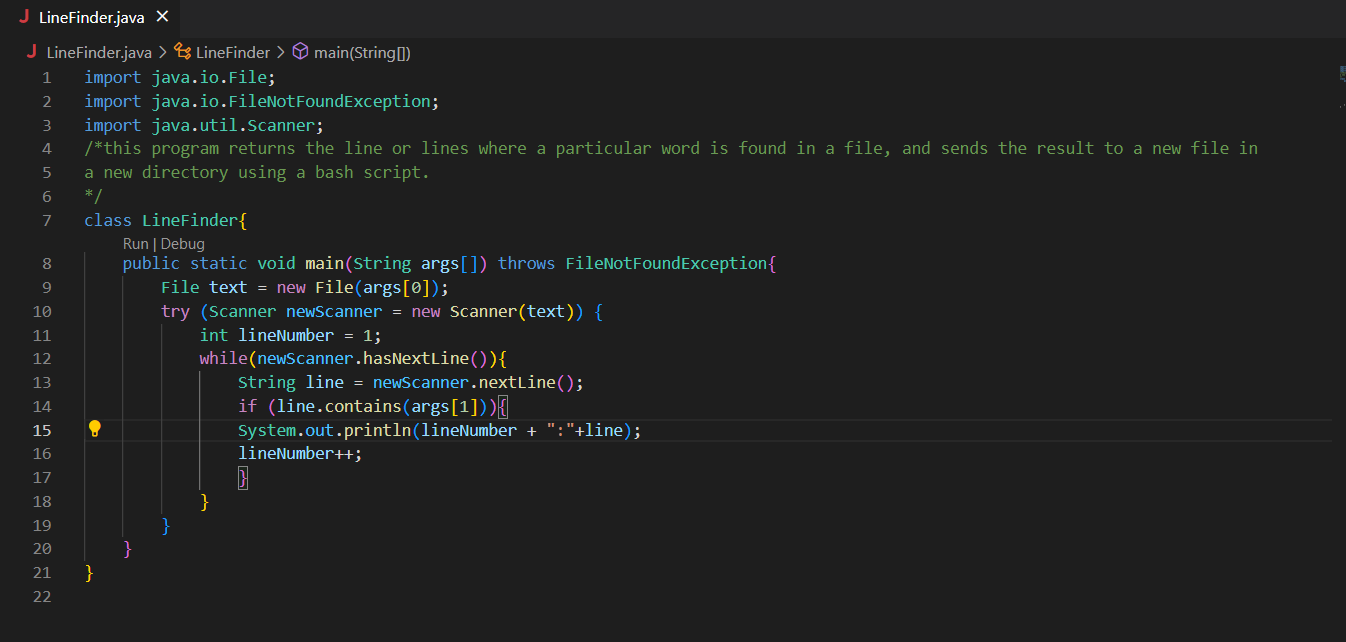 J LineFinder.java ×
J LineFinder.java > LineFinder > main(String[])
1 import java.io.File;
2 import java.io.FileNotFoundException;
3 import java.util.Scanner;
4 /*this program returns the line or lines where a particular word is found in a file, and sends the result to a new file in
5 a new directory using a bash script.
6 */
7 class LineFinder{
Run | Debug
8 public static void main(String args[]) throws FileNotFoundException{
9 File text = new File(args[0]);
10 try (Scanner newScanner = new Scanner(text)) {
11 int lineNumber = 1;
12 while(newScanner.hasNextLine()){
13 String line = newScanner.nextLine();
14 if (line.contains(args[1])){
15 System.out.println(lineNumber + ":"+line);
16 lineNumber++;
17 }
18 }
19 }
20 }
21 }
22